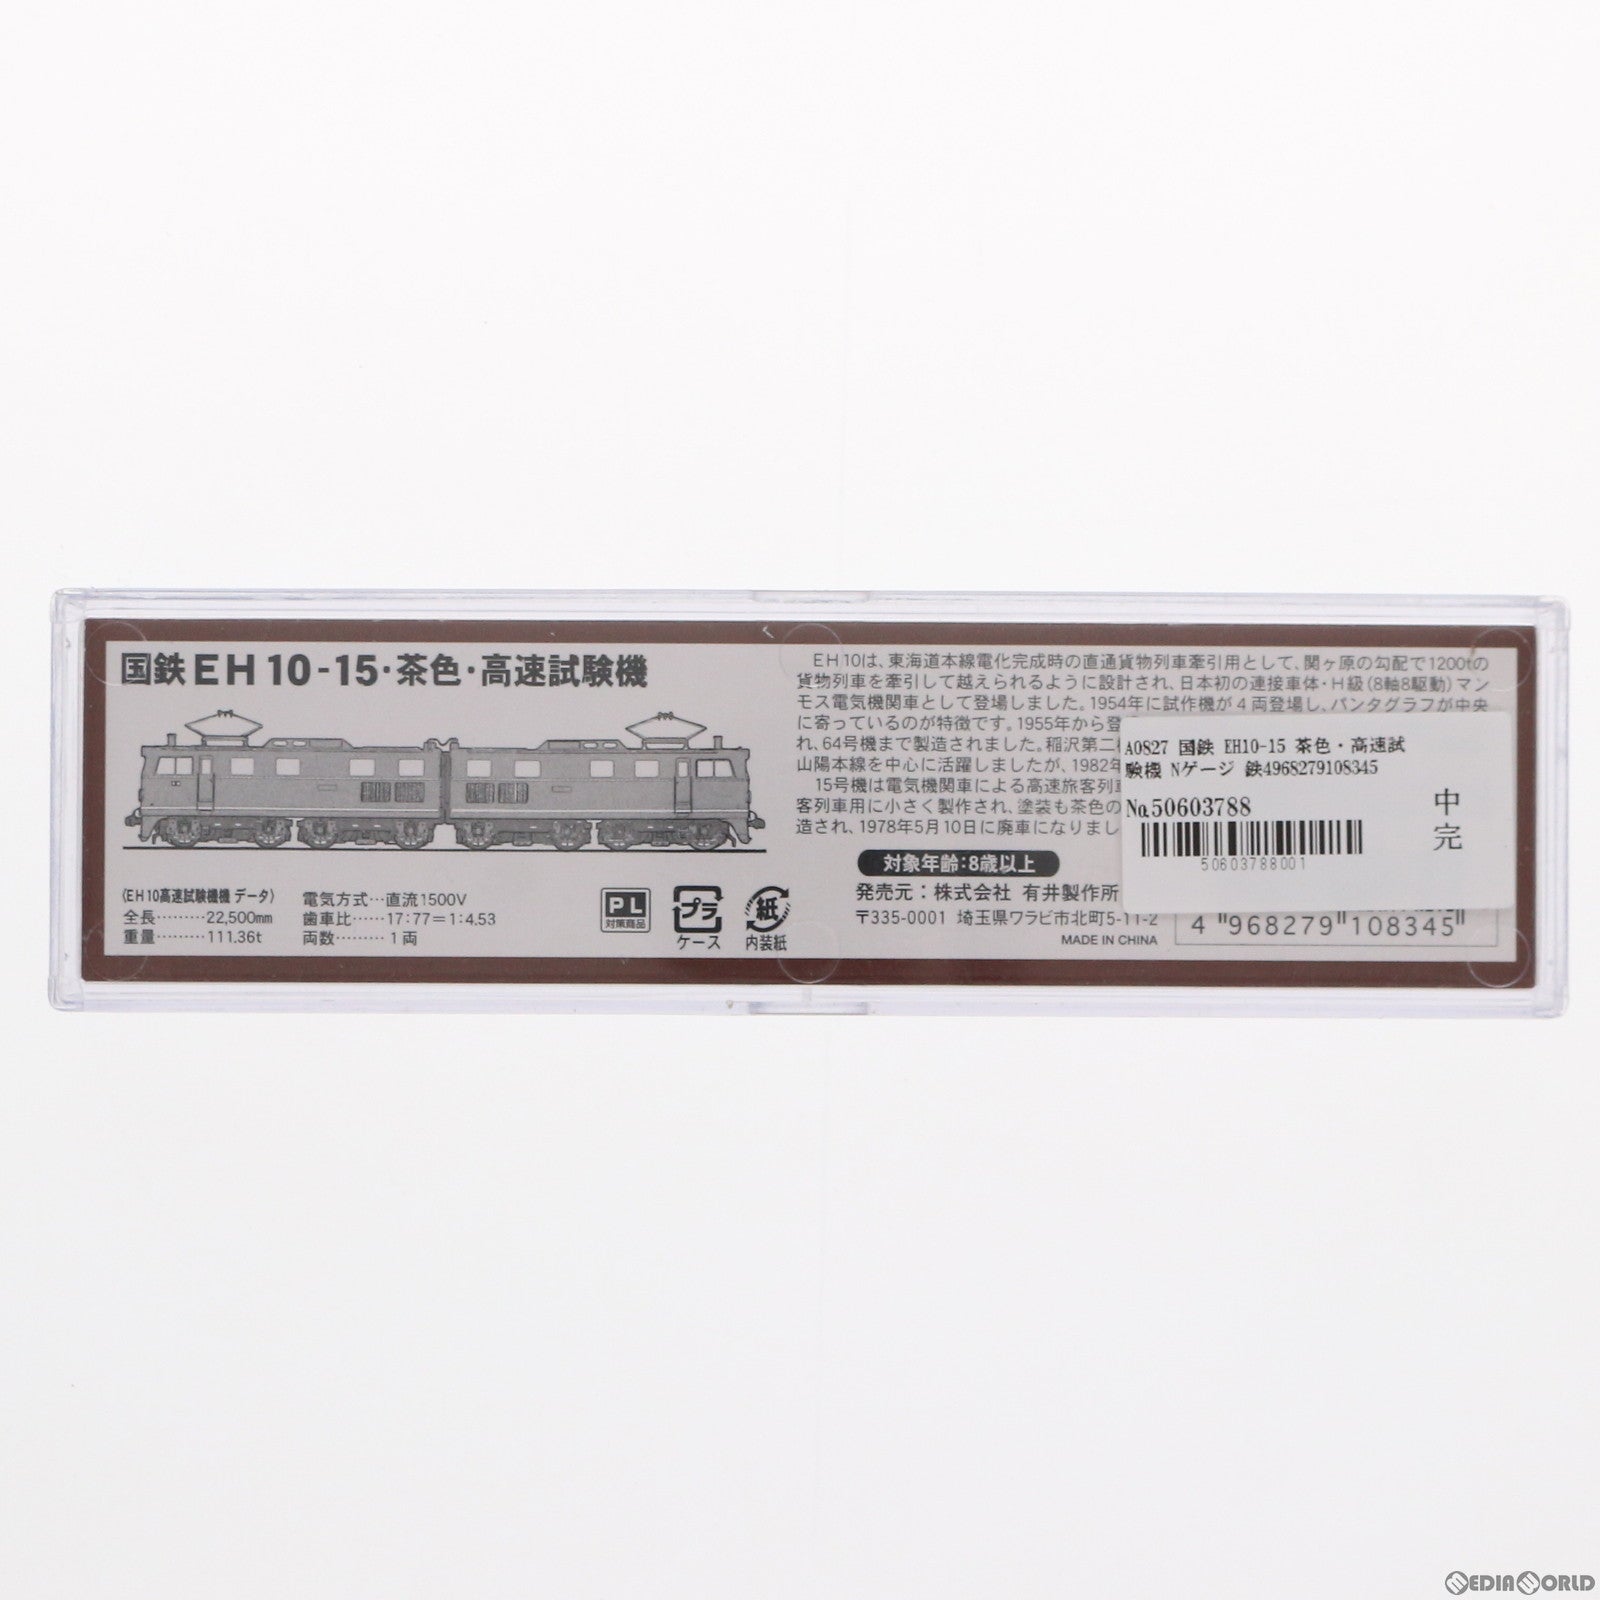 国鉄EH10-15・茶色・高速試験機
〈EH10高速試験機機 データ〉
全長………22,500mm
重量………111.36t
電気方式…直流1500V
歯車比……17:77=1:4.53
両数………1両
PL
対策商品
プラ
ケース
紙
内装紙
EH10は、東海道本線電化完成時の直通貨物列車牽引用として、関ヶ原の勾配で1200tの
貨物列車を牽引して越えられるように設計され、日本初の連接車体・H級(8軸8駆動)マン
モス電気機関車として登場しました。1954年に試作機が4両登場し、パンタグラフが中央
に寄っているのが特徴です。1955年から登
れ、64号機まで製造されました。稲沢第二
山陽本線を中心に活躍しましたが、1982年
15号機は電気機関車による高速旅客列車
客列車用に小さく製作され、塗装も茶色の
造され、1978年5月10日に廃車になりまし
対象年齢:8歳以上
発売元:株式会社 有井製作所
〒335-0001 埼玉県ワラビ市北町5-11-2
MADE IN CHINA
A0827 国鉄 EH10-15 茶色・高速試
験機 Nゲージ 鉄4968279108345
No.50603788
50603788001
中
完
4"968279"108345"
MEDIAWORLD